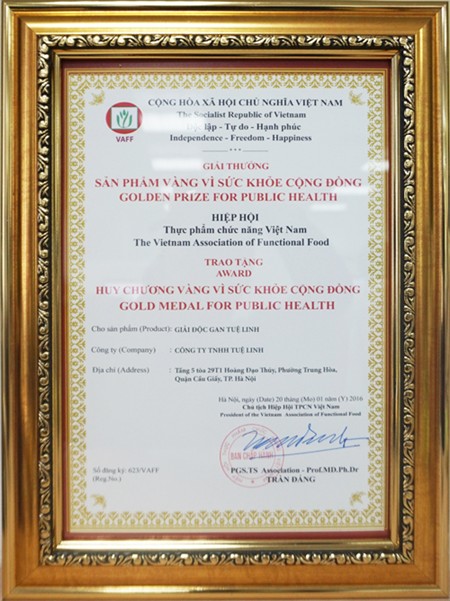 CỘNG HÒA XÃ HỘI CHỦ NGHĨA VIỆT NAM
The Socialist Republic of Vietnam
Độc lập - Tự do - Hạnh phúc
Independence - Freedom - Happiness
VAFF
GIẢI THƯỞNG
SẢN PHẨM VÀNG VÌ SỨC KHỎE CỘNG ĐỒNG
GOLDEN PRIZE FOR PUBLIC HEALTH
HIỆP HỘI
Thực phẩm chức năng Việt Nam
The Vietnam Association of Functional Food
TRAO TẶNG
AWARD
HUY CHƯƠNG VÀNG VÌ SỨC KHỎE CỘNG ĐỒNG
GOLD MEDAL FOR PUBLIC HEALTH
Cho sản phẩm (Product): GIẢI ĐỘC GAN TUỆ LINH
Công ty (Company) : CÔNG TY TNHH TUỆ LINH
Địa chỉ (Address) : Tầng 5 tòa 29T1 Hoàng Đạo Thúy, Phường Trung Hòa,
Quận Cầu Giấy, TP. Hà Nội
Hà Nội, ngày (Date) 20 tháng (Mo) 01 năm (Y) 2016
Chủ tịch Hiệp Hội TPCN Việt Nam
President of the Vietnam Association of Functional Food
BAN CHẤP HÀNH
Số đăng ký: 623/VAFF
(Reg.No.)
PGS.TS Association - Prof.MD.Ph.Dr
TRẦN ĐÁNG